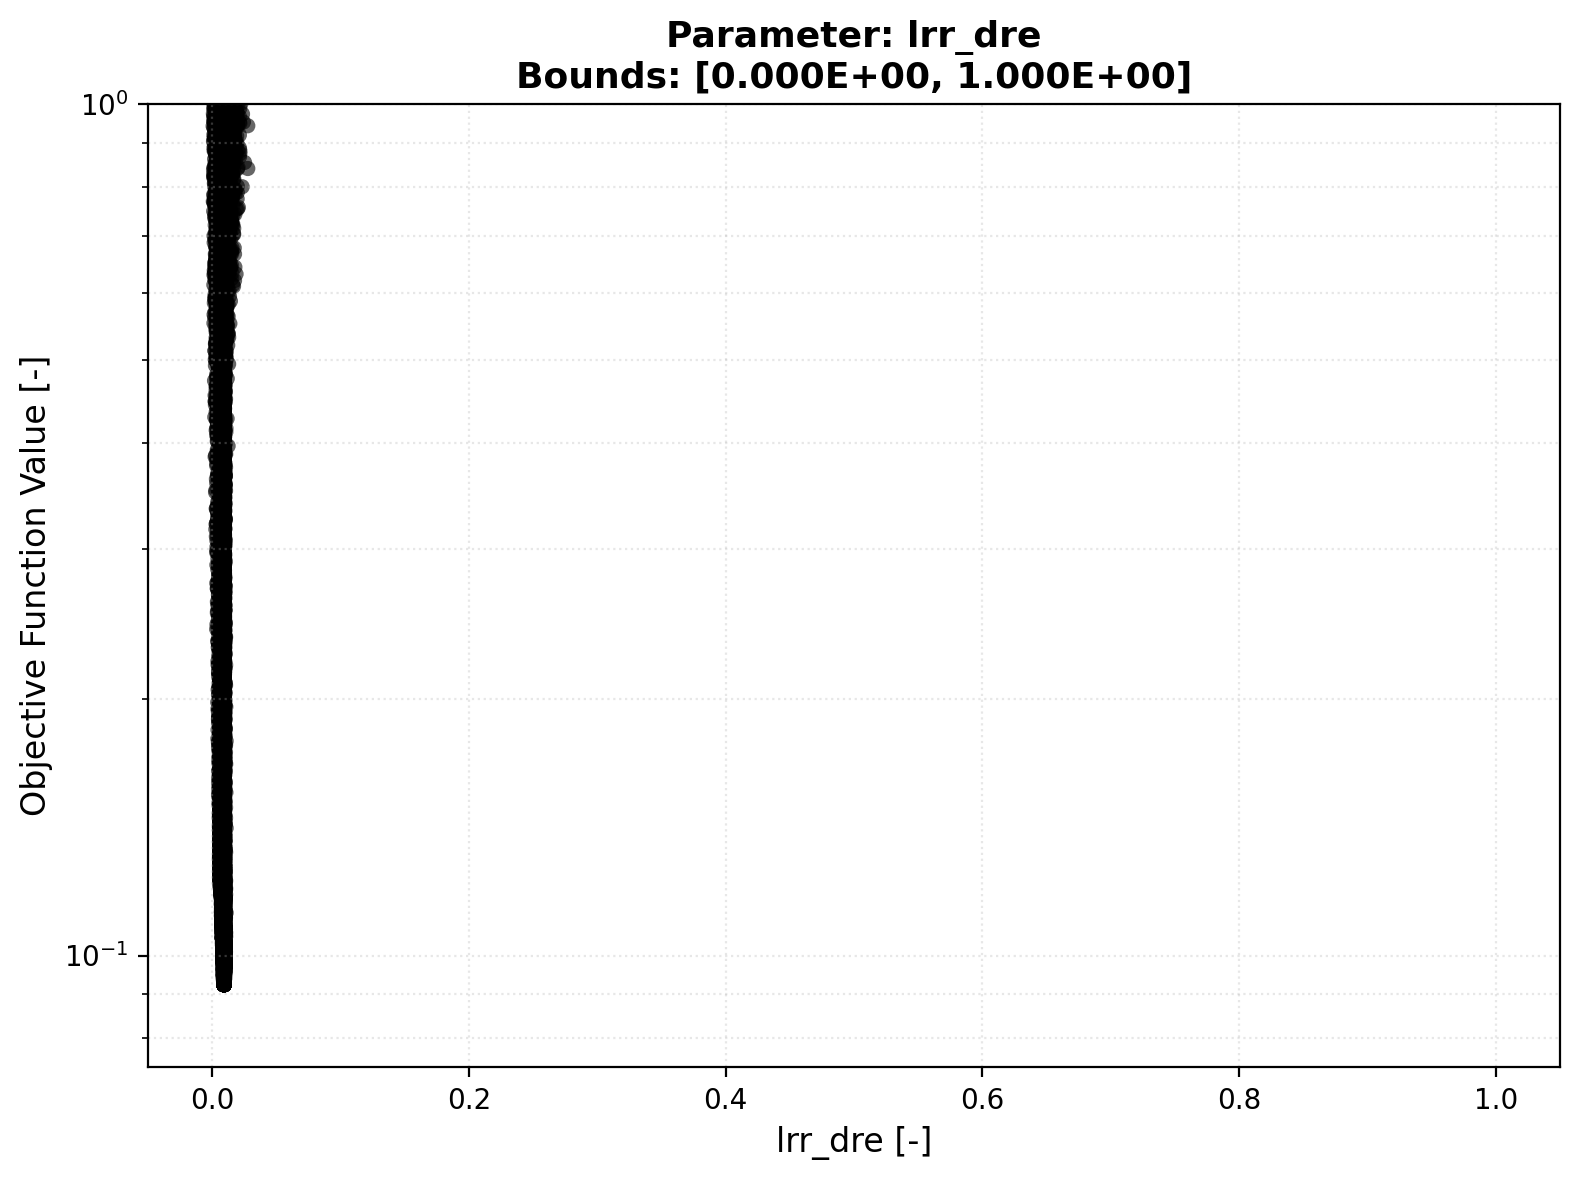 Parameter: lrr_dre
Bounds: [0.000E+00, 1.000E+00]
10⁰
10⁻¹
Objective Function Value [-]
0.0 0.2 0.4 0.6 0.8 1.0
lrr_dre [-]